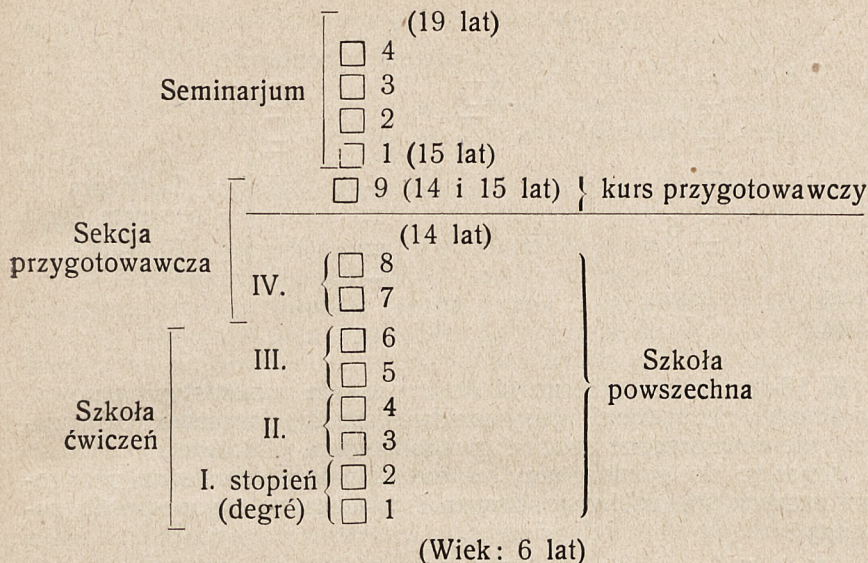 (19 lat)
4
3
Seminarjum
2
1 (15 lat)
9 (14 i 15 lat) } kurs przygotowawczy
(14 lat)
Sekcja
przygotowawcza
8
IV.
7
6
III.
5
Szkoła
powszechna
4
Szkoła
ćwiczeń
II.
3
I. stopień
(degré)
2
1
(Wiek: 6 lat)